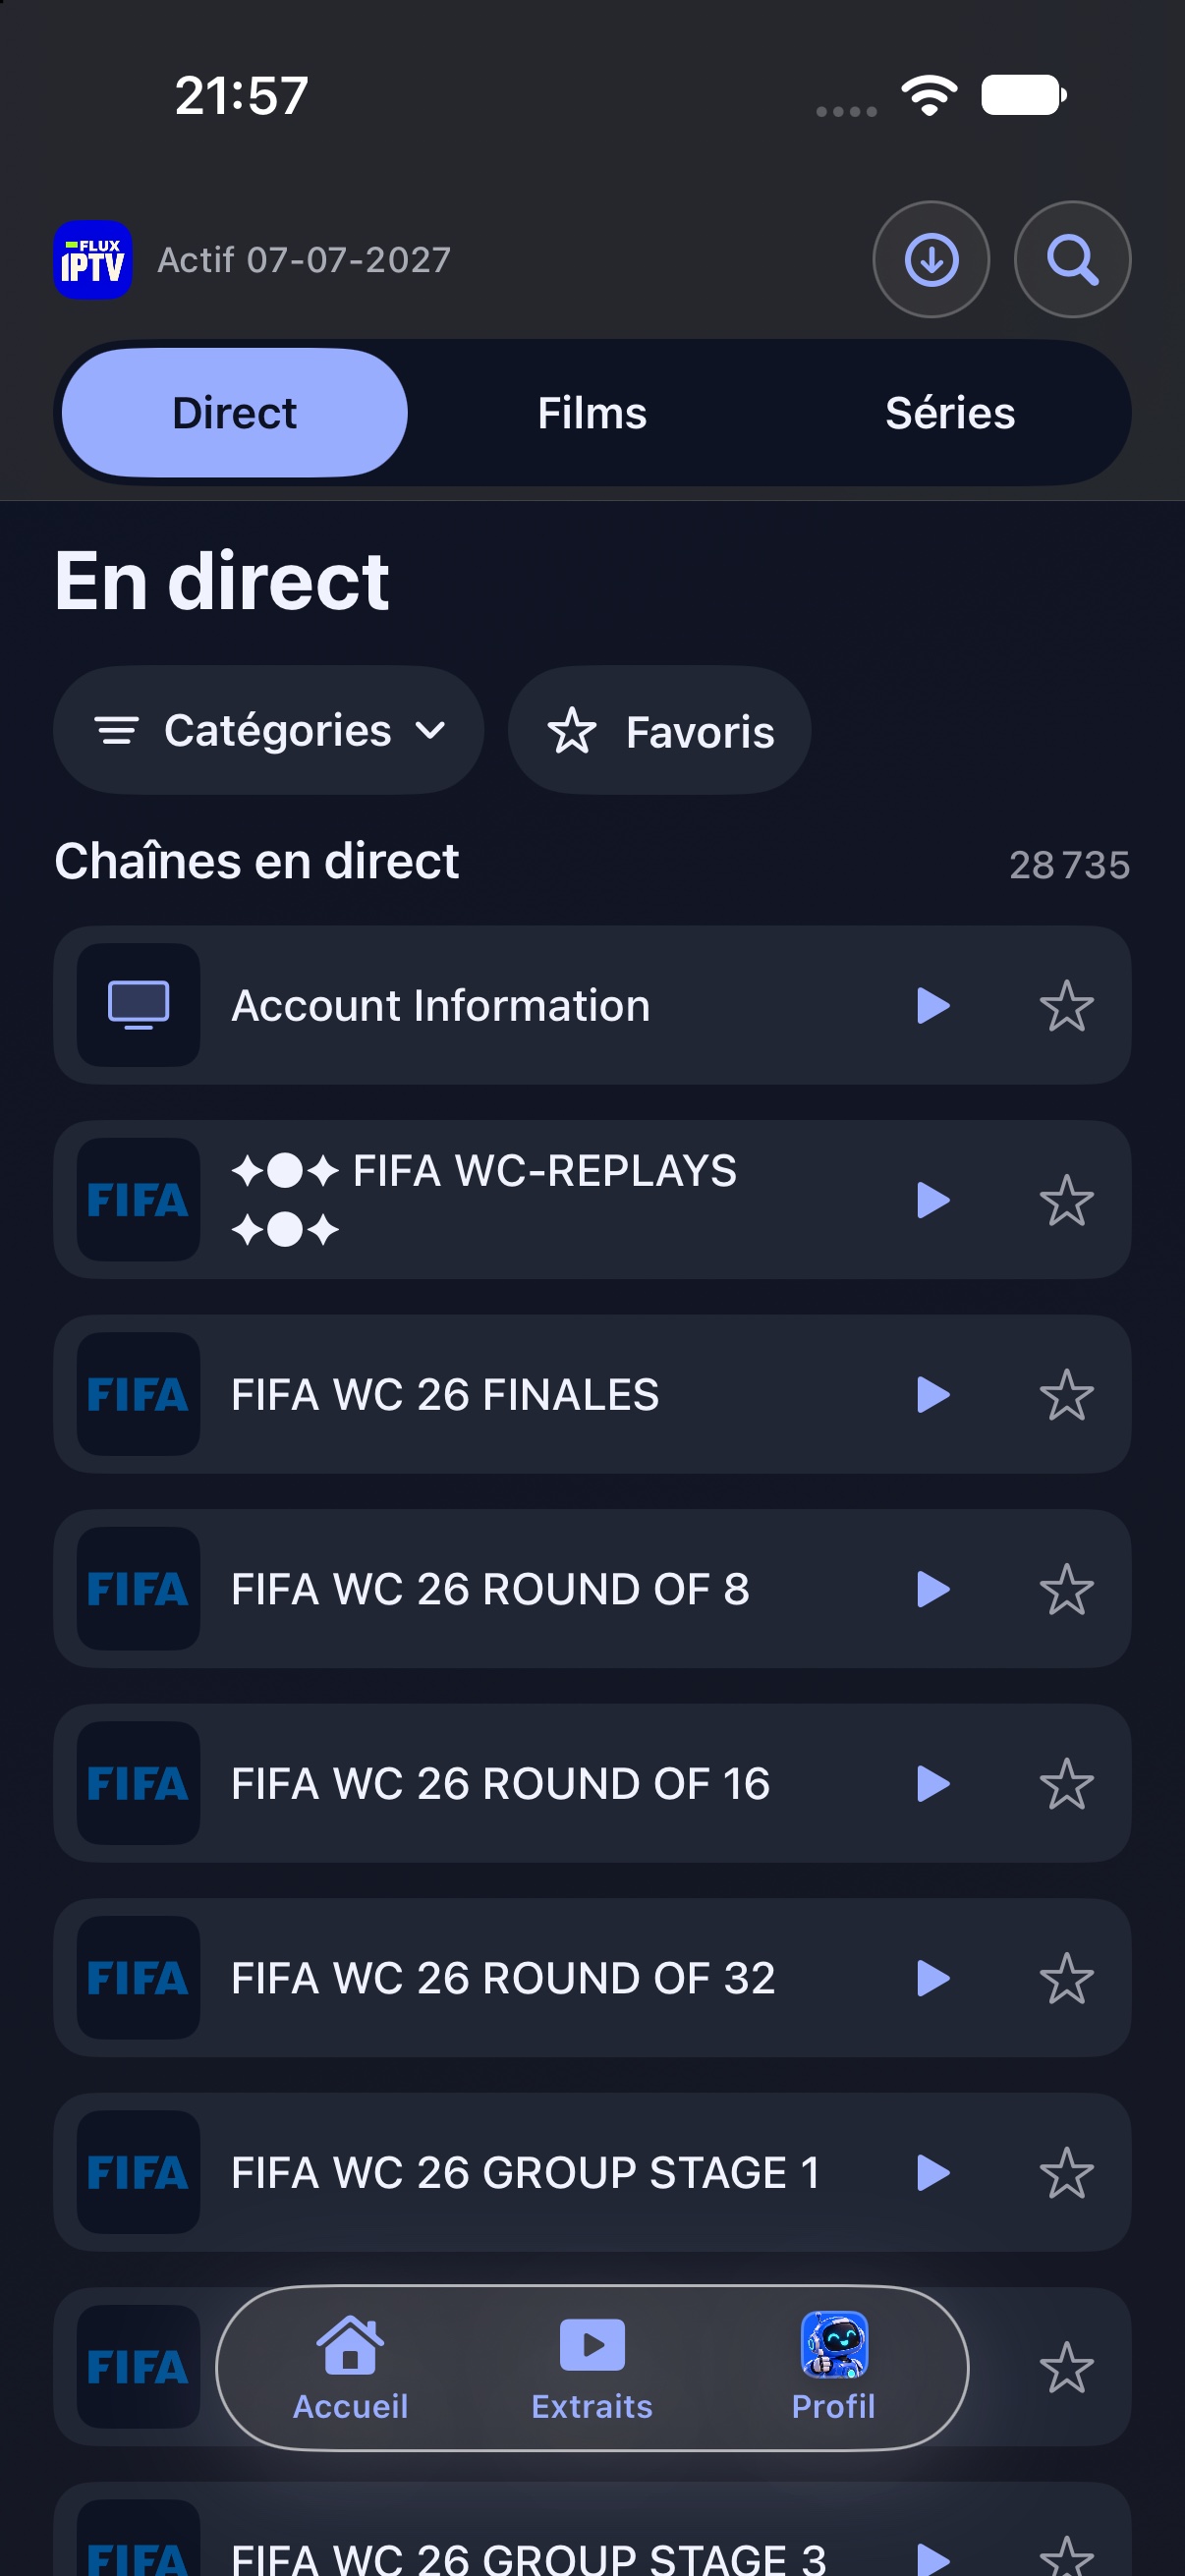 21:57
FLUX
IPTV
Actif 07-07-2027
Direct
Films
Séries
En direct
Catégories
Favoris
Chaînes en direct
28 735
Account Information
FIFA
✦●✦ FIFA WC-REPLAYS
✦●✦
FIFA
FIFA WC 26 FINALES
FIFA
FIFA WC 26 ROUND OF 8
FIFA
FIFA WC 26 ROUND OF 16
FIFA
FIFA WC 26 ROUND OF 32
FIFA
FIFA WC 26 GROUP STAGE 1
FIFA
Accueil
Extraits
Profil
FIFA
FIFA WC 26 GROUP STAGE 3